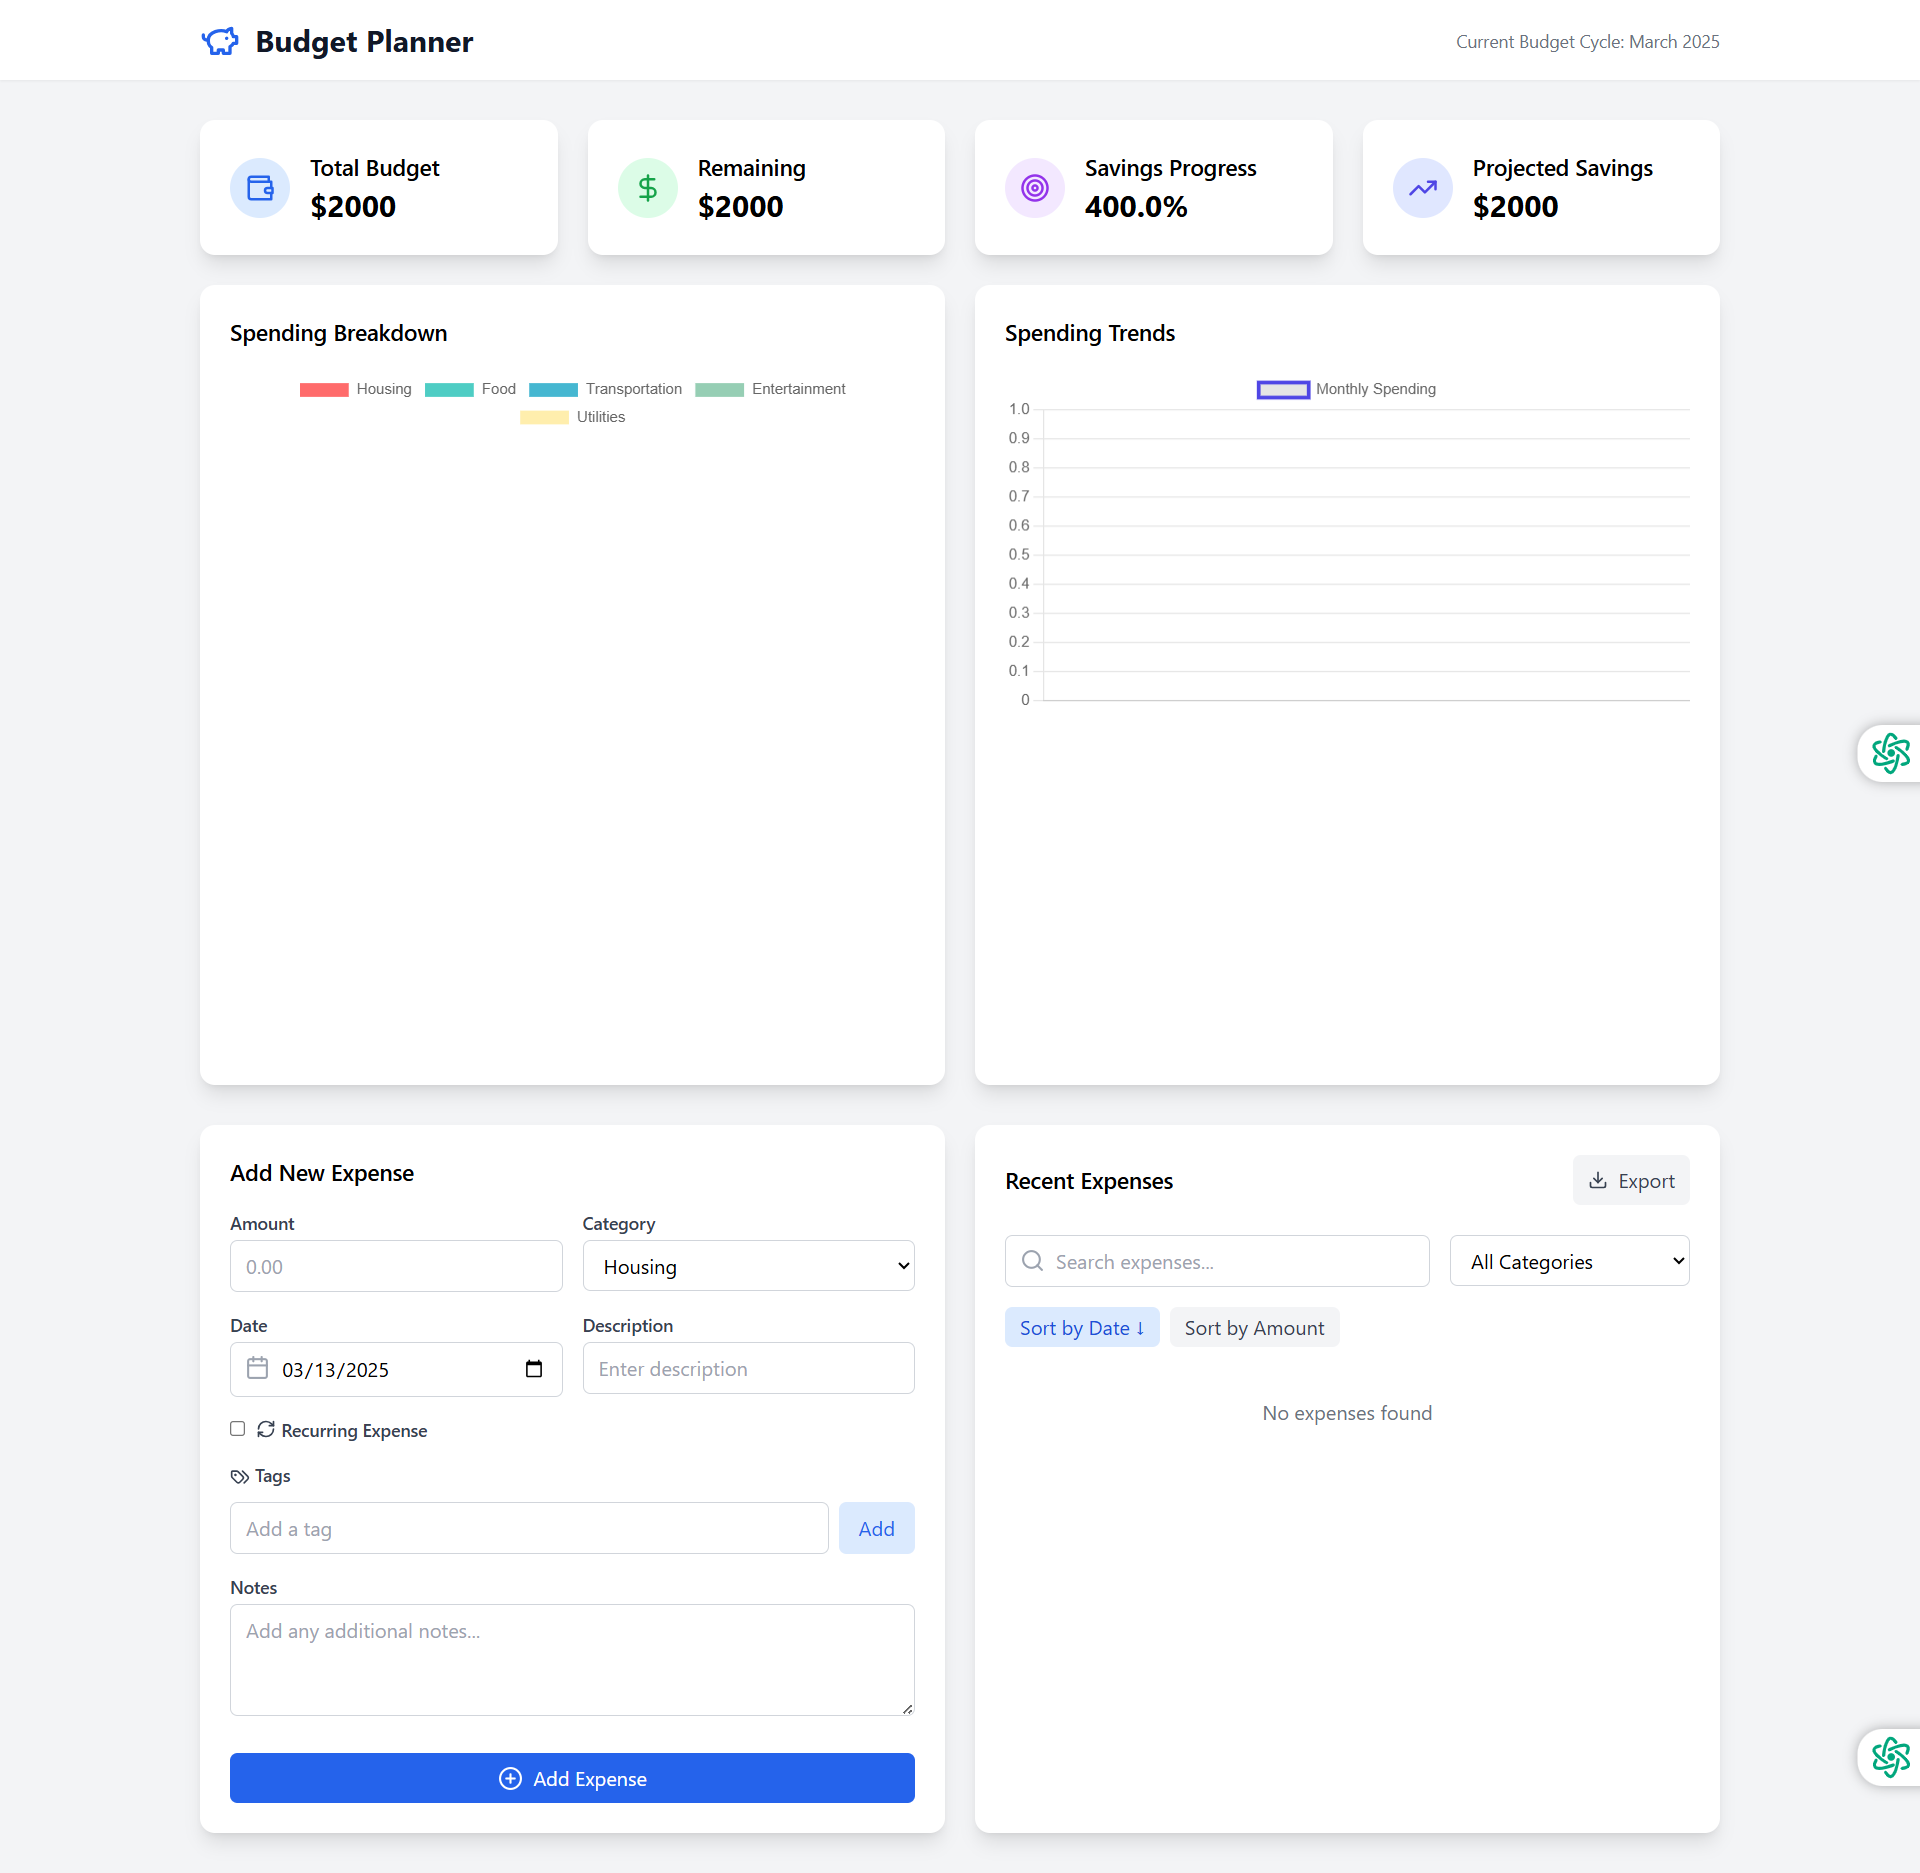 Budget Planner
Current Budget Cycle: March 2025
Total Budget
$2000
Remaining
$2000
Savings Progress
400.0%
Projected Savings
$2000
Spending Breakdown
Housing Food Transportation Entertainment
Utilities
Spending Trends
Monthly Spending
1.0
0.9
0.8
0.7
0.6
0.5
0.4
0.3
0.2
0.1
0
Add New Expense
Amount
0.00
Category
Housing
Date
03/13/2025
Description
Enter description
Recurring Expense
Tags
Add a tag
Add
Notes
Add any additional notes...
Add Expense
Recent Expenses
Export
Search expenses...
All Categories
Sort by Date ↓
Sort by Amount
No expenses found